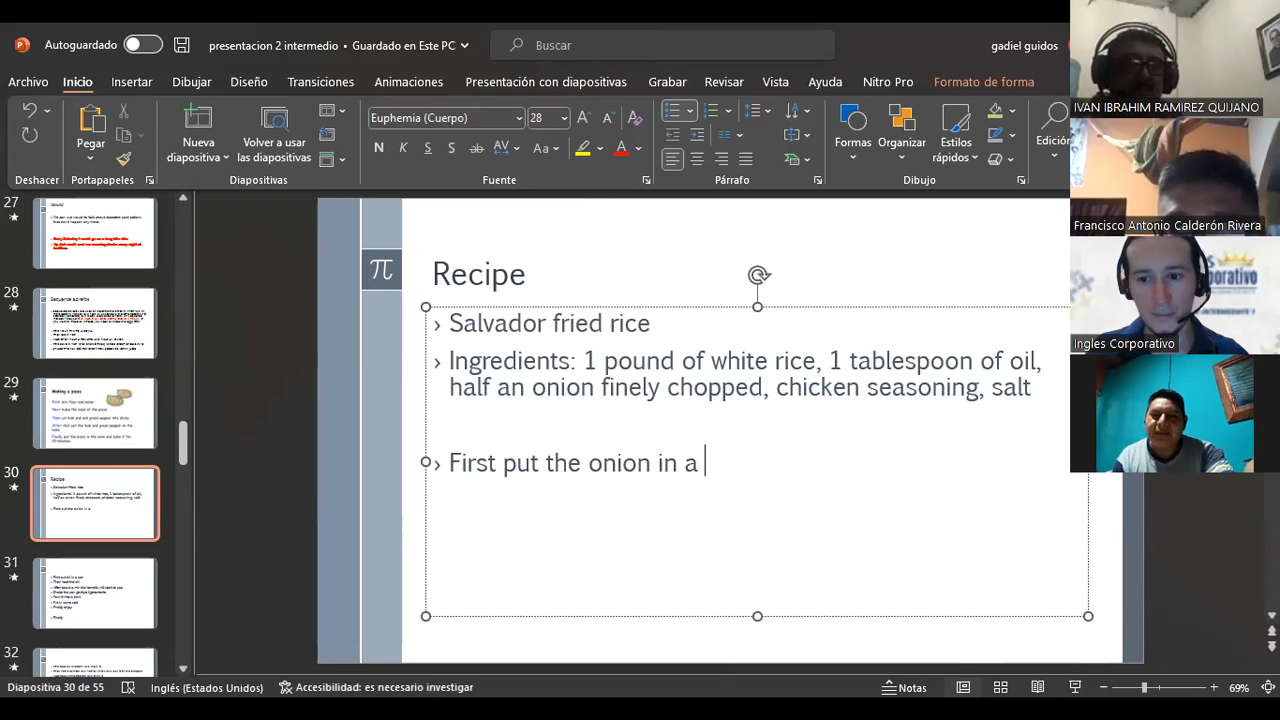 Autoguardado
presentacion 2 intermedio • Guardado en Este PC
Buscar
gadiel guidos
Archivo Inicio Insertar Dibujar Diseño Transiciones Animaciones Presentación con diapositivas Grabar Revisar Vista Ayuda Nitro Pro Formato de forma
Pegar
Nueva diapositiva
Volver a usar las diapositivas
Euphemia (Cuerpo) 28
N K S S ab AV Aa A
Formas Organizar Estilos rápidos Edición
Deshacer Portapapeles Diapositivas Fuente Párrafo Dibujo
IVAN IBRAHIM RAMIREZ QUIJANO
Francisco Antonio Calderón Rivera
Ingles Corporativo
27
28
Sequence adverbs
29
Making a pizza
30
Recipe
31
32
π
Recipe
› Salvador fried rice
› Ingredients: 1 pound of white rice, 1 tablespoon of oil,
half an onion finely chopped, chicken seasoning, salt
› First put the onion in a
Diapositiva 30 de 55
Inglés (Estados Unidos)
Accesibilidad: es necesario investigar
Notas
69%